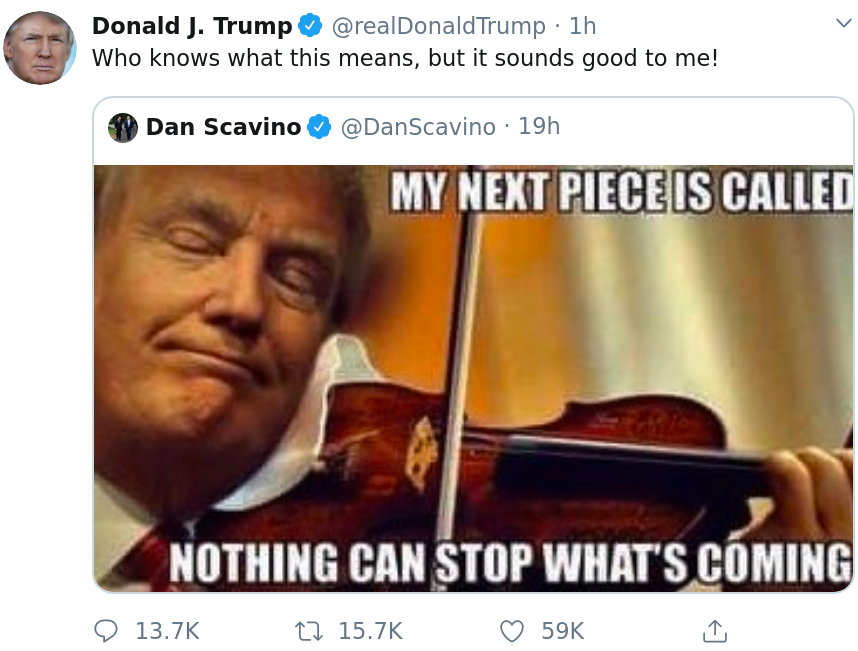 Donald J. Trump @realDonaldTrump · 1h
Who knows what this means, but it sounds good to me!
Dan Scavino @DanScavino · 19h
MY NEXT PIECE IS CALLED
NOTHING CAN STOP WHAT'S COMING
13.7K 15.7K 59K